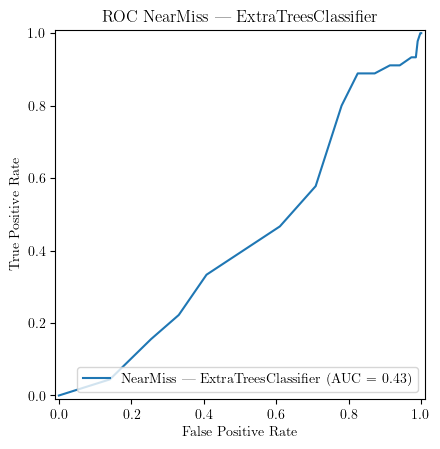 ROC NearMiss — ExtraTreesClassifier
1.0
0.8
0.6
0.4
0.2
0.0
True Positive Rate
NearMiss — ExtraTreesClassifier (AUC = 0.43)
0.0 0.2 0.4 0.6 0.8 1.0
False Positive Rate